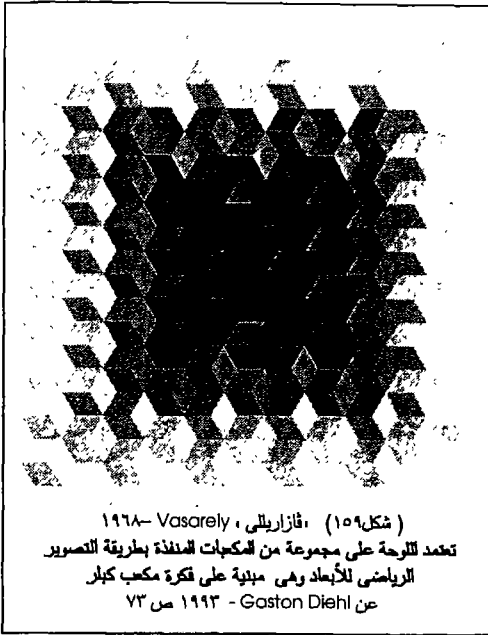 ( شكل١٥٩) ، ڤازاريللى ، Vasarely –١٩٦٨
تعتمد اللوحة على مجموعة من المكعبات المنفذة بطريقة التصوير
الرياضى للأبعاد وهى مبنية على فكرة مكعب كبلر
عن Gaston Diehl - ١٩٩٣ ص ٧٣